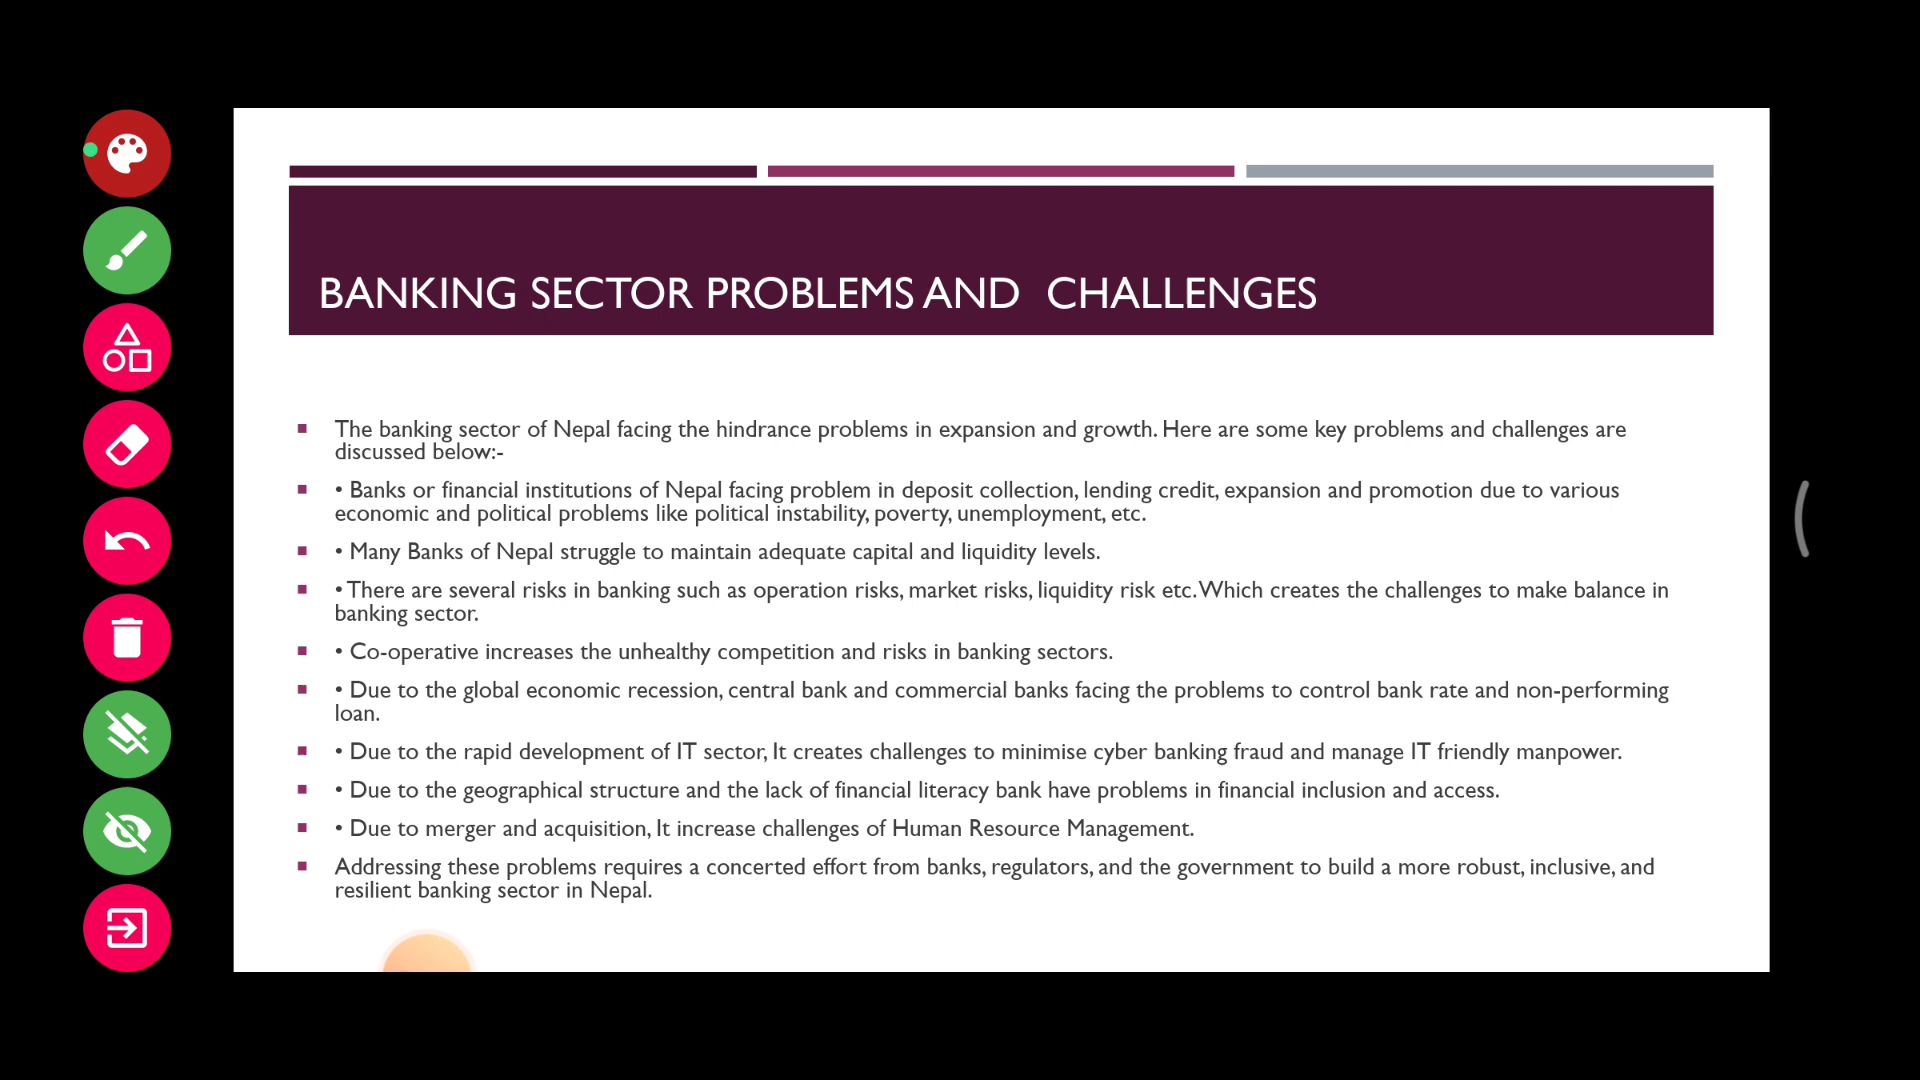 BANKING SECTOR PROBLEMS AND CHALLENGES
The banking sector of Nepal facing the hindrance problems in expansion and growth. Here are some key problems and challenges are
discussed below:-
• Banks or financial institutions of Nepal facing problem in deposit collection, lending credit, expansion and promotion due to various
economic and political problems like political instability, poverty, unemployment, etc.
• Many Banks of Nepal struggle to maintain adequate capital and liquidity levels.
• There are several risks in banking such as operation risks, market risks, liquidity risk etc. Which creates the challenges to make balance in
banking sector.
• Co-operative increases the unhealthy competition and risks in banking sectors.
• Due to the global economic recession, central bank and commercial banks facing the problems to control bank rate and non-performing
loan.
• Due to the rapid development of IT sector, It creates challenges to minimise cyber banking fraud and manage IT friendly manpower.
• Due to the geographical structure and the lack of financial literacy bank have problems in financial inclusion and access.
• Due to merger and acquisition, It increase challenges of Human Resource Management.
Addressing these problems requires a concerted effort from banks, regulators, and the government to build a more robust, inclusive, and
resilient banking sector in Nepal.